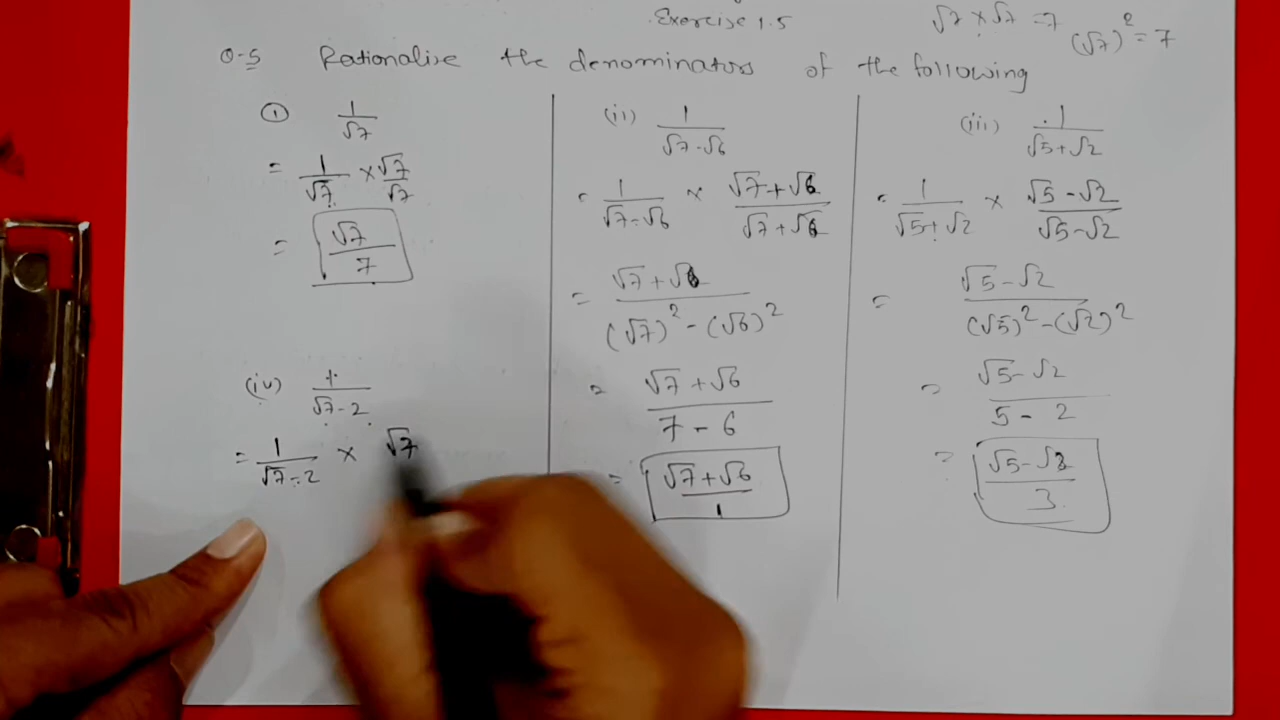 Exercise 1.5
√7 × √7 = 7
(√7)² = 7
Q-5 Rationalise the denominators of the following
① 1/√7
= 1/√7 × √7/√7
= √7/7
(ii) 1/√7-√6
= 1/√7-√6 × √7+√6/√7+√6
= √7+√6/(√7)²-(√6)²
= √7+√6/7-6
= √7+√6/1
(iii) 1/√5+√2
= 1/√5+√2 × √5-√2/√5-√2
= √5-√2/(√5)²-(√2)²
= √5-√2/5-2
= √5-√2/3
(iv) 1/√7-2
= 1/√7-2 × √7